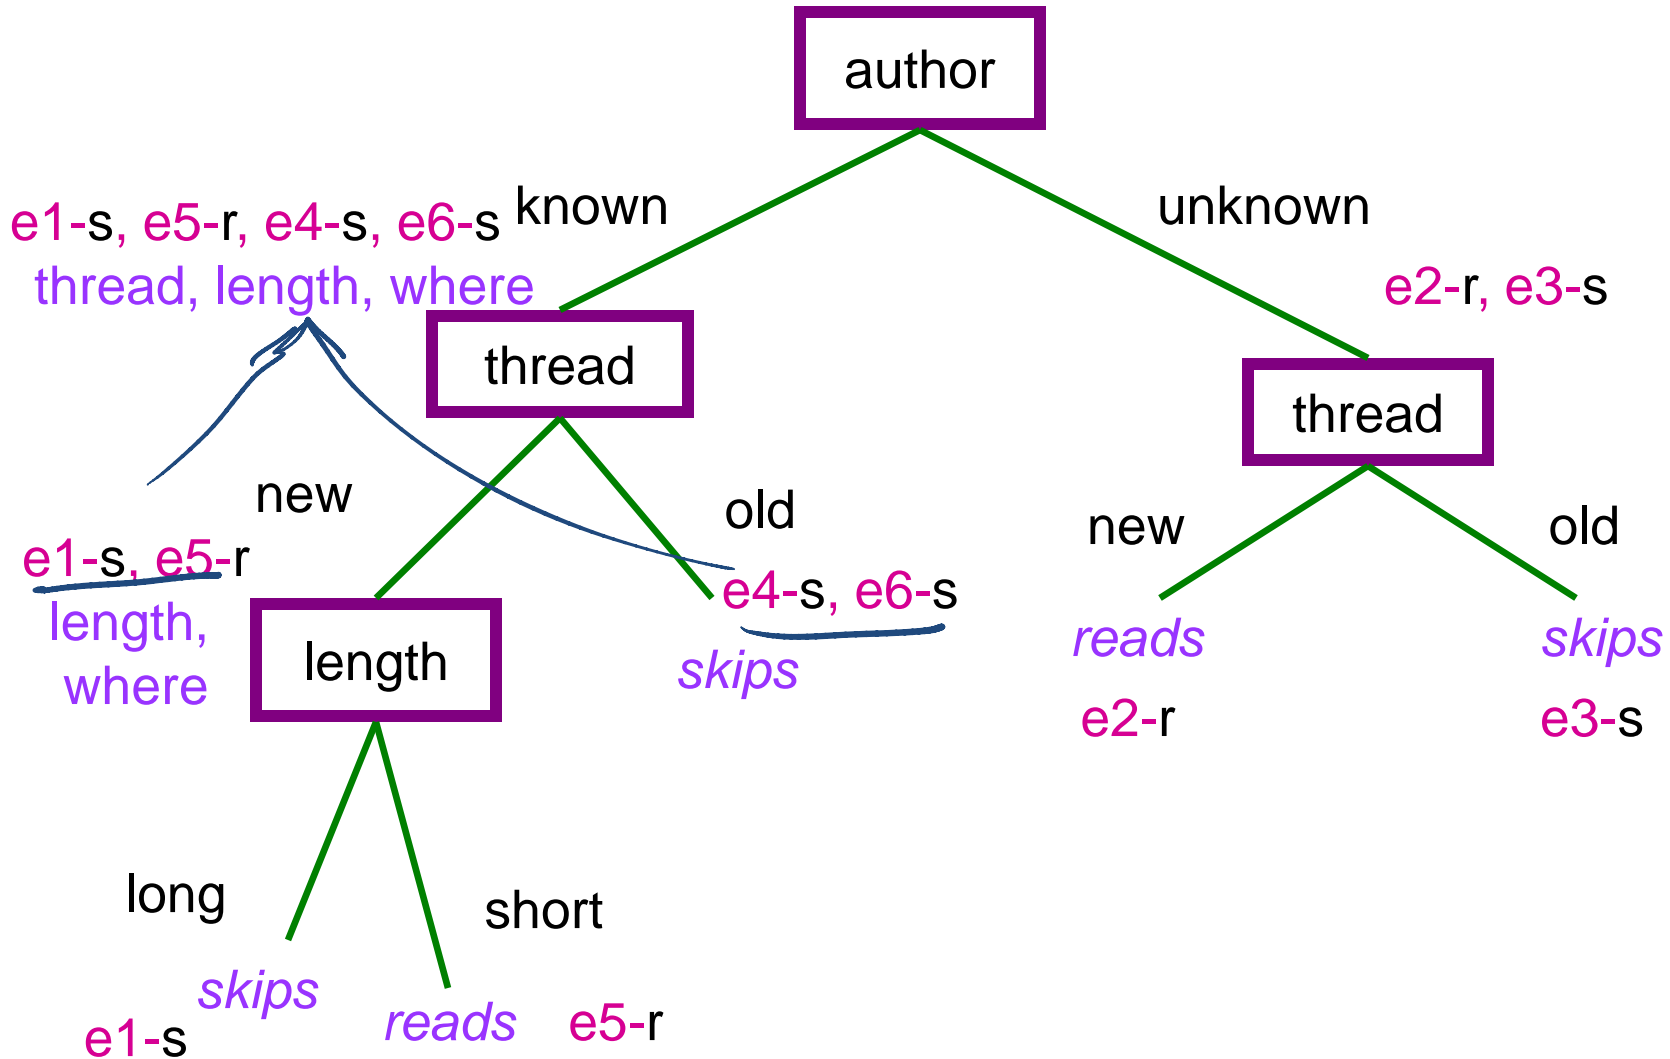 author
known
unknown
e1-s, e5-r, e4-s, e6-s
thread, length, where
e2-r, e3-s
thread
thread
new
old
new
old
e1-s, e5-r
length,
where
e4-s, e6-s
length
skips
reads
skips
e2-r
e3-s
long
short
skips
reads
e1-s
e5-r